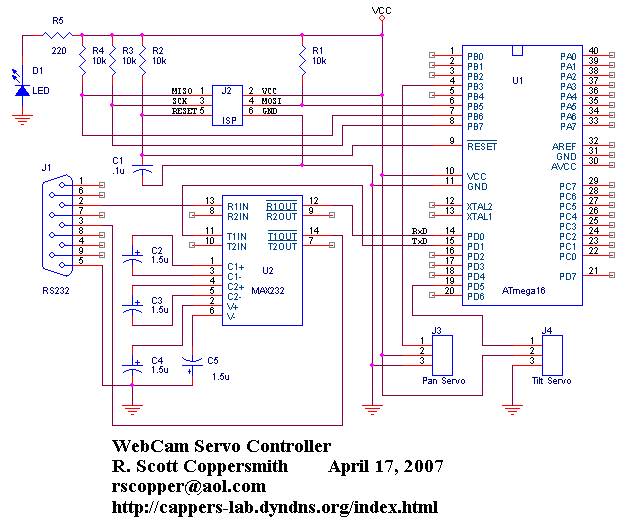 VCC
R5
220
R4
10k
R3
10k
R2
10k
R1
10k
D1
LED
MISO 1
SCK 3
RESET 5
J2
ISP
2 VCC
4 MOSI
6 GND
C1
.1u
U1
1 PB0
2 PB1
3 PB2
4 PB3
5 PB4
6 PB5
7 PB6
8 PB7
9 RESET
10 VCC
11 GND
12 XTAL2
13 XTAL1
14 PD0
15 PD1
16 PD2
17 PD3
18 PD4
19 PD5
20 PD6
PA0 40
PA1 39
PA2 38
PA3 37
PA4 36
PA5 35
PA6 34
PA7 33
AREF 32
GND 31
AVCC 30
PC7 29
PC6 28
PC5 27
PC4 26
PC3 25
PC2 24
PC1 23
PC0 22
PD7 21
ATmega16
RxD
TxD
J1
1
6
2
7
3
8
4
9
5
RS232
13 R1IN
8 R2IN
11 T1IN
10 T2IN
1 C1+
3 C1-
4 C2+
5 C2-
2 V+
6 V-
R1OUT 12
R2OUT 9
T1OUT 14
T2OUT 7
U2
MAX232
C2
1.5u
C3
1.5u
C4
1.5u
C5
1.5u
J3
1
2
3
Pan Servo
J4
1
2
3
Tilt Servo
WebCam Servo Controller
R. Scott Coppersmith April 17, 2007
rscopper@aol.com
http://cappers-lab.dyndns.org/index.html